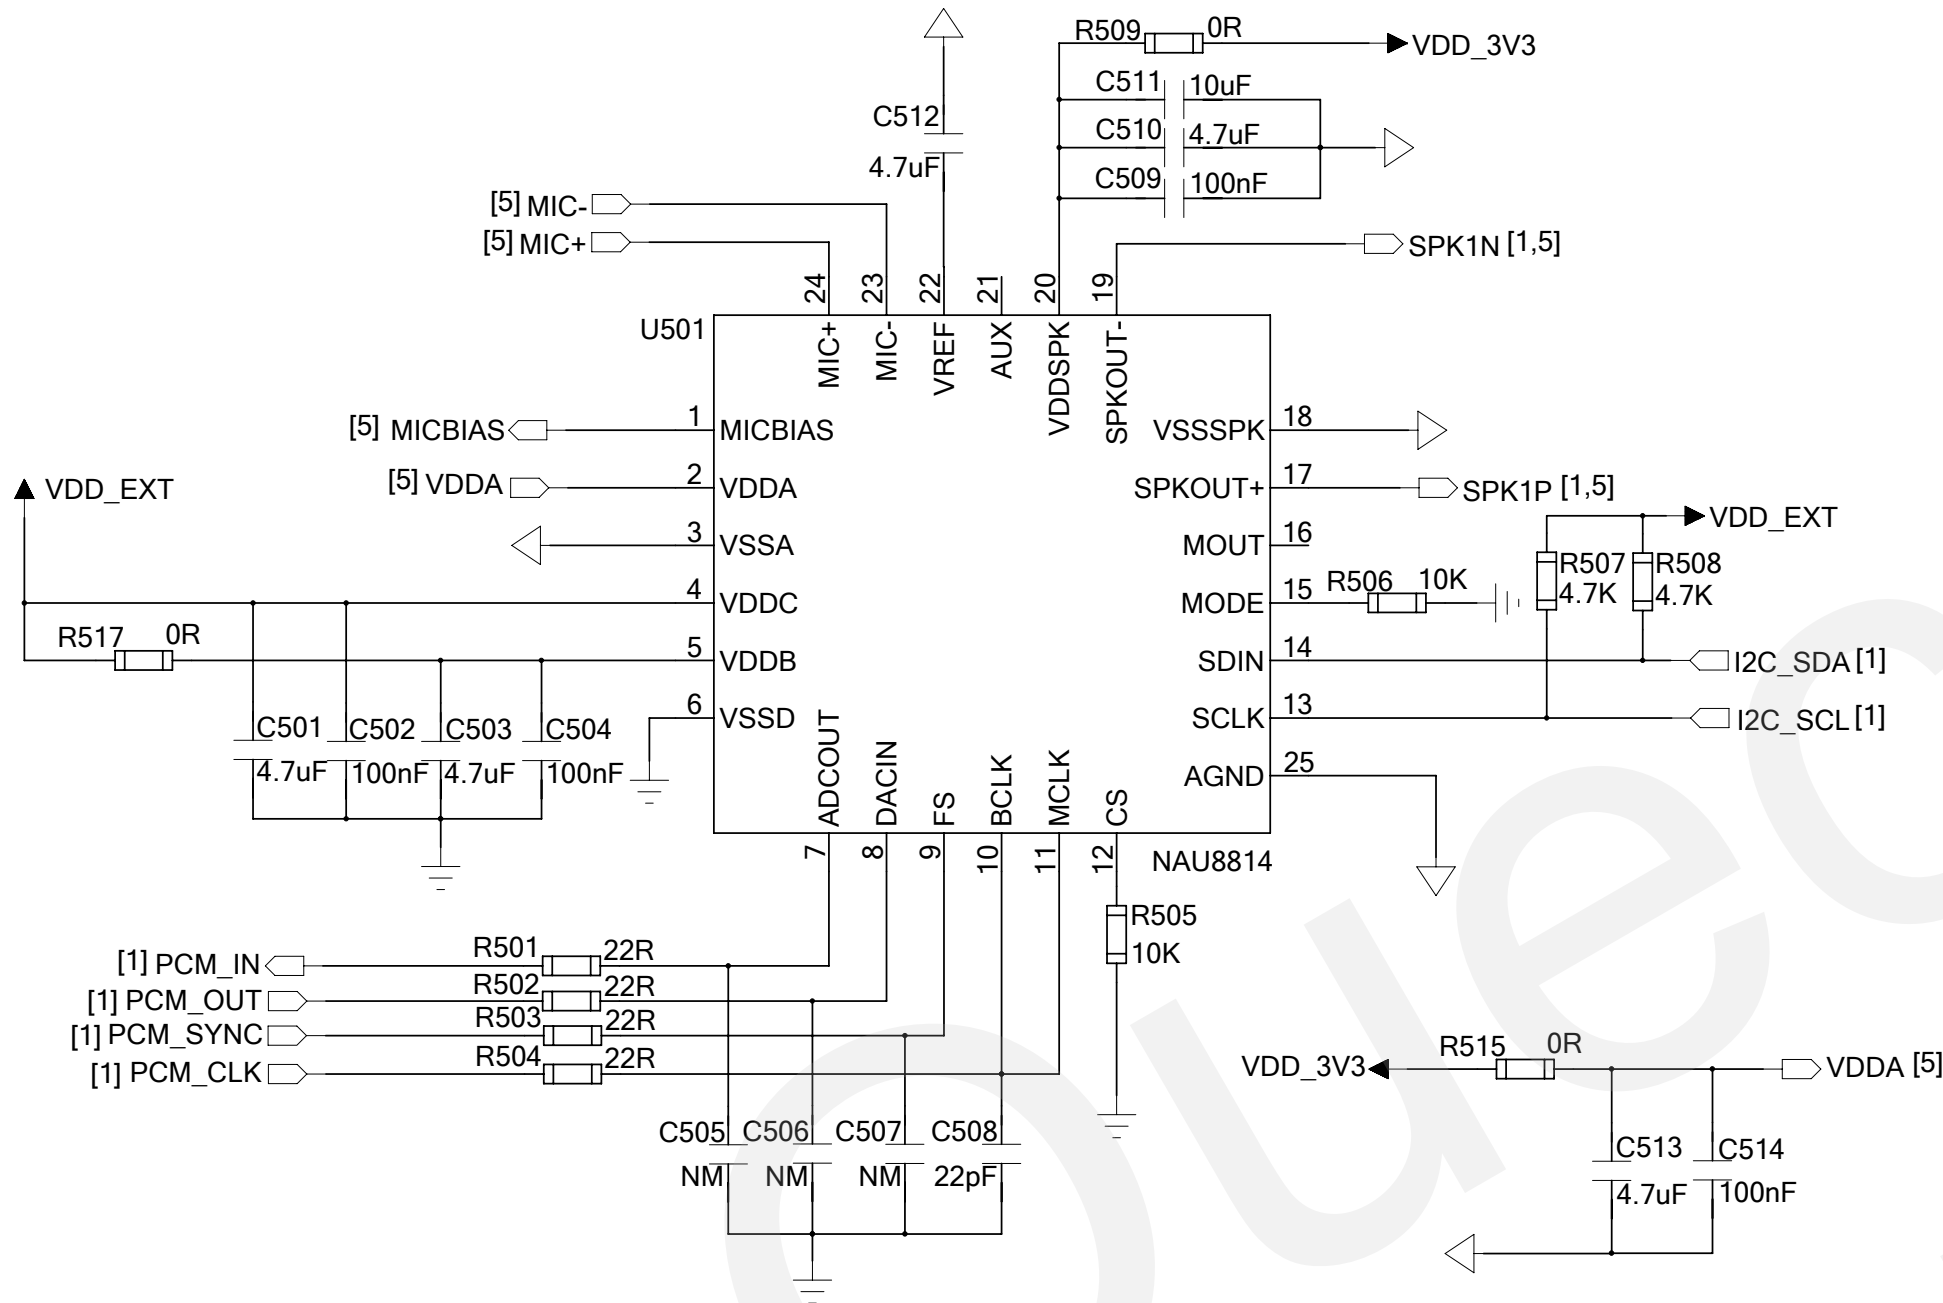 R509 0R VDD_3V3
C511 10uF
C512
C510 4.7uF
4.7uF
C509 100nF
[5] MIC-
[5] MIC+
SPK1N [1,5]
24 23 22 21 20 19
U501
MIC+ MIC- VREF AUX VDDSPK SPKOUT-
[5] MICBIAS 1 MICBIAS
VSSSPK 18
[5] VDDA 2 VDDA
SPKOUT+ 17 SPK1P [1,5]
VDD_EXT
VDD_EXT
3 VSSA
MOUT 16
R507 R508
4.7K 4.7K
4 VDDC
MODE 15 R506 10K
R517 0R
5 VDDB
SDIN 14 I2C_SDA [1]
6 VSSD
SCLK 13 I2C_SCL [1]
C501 C502 C503 C504
4.7uF 100nF 4.7uF 100nF
AGND 25
ADCOUT DACIN FS BCLK MCLK CS
7 8 9 10 11 12
NAU8814
R505
10K
[1] PCM_IN R501 22R
[1] PCM_OUT R502 22R
[1] PCM_SYNC R503 22R
[1] PCM_CLK R504 22R
VDD_3V3 R515 0R VDDA [5]
C505 C506 C507 C508
NM NM NM 22pF
C513 C514
4.7uF 100nF
Quec